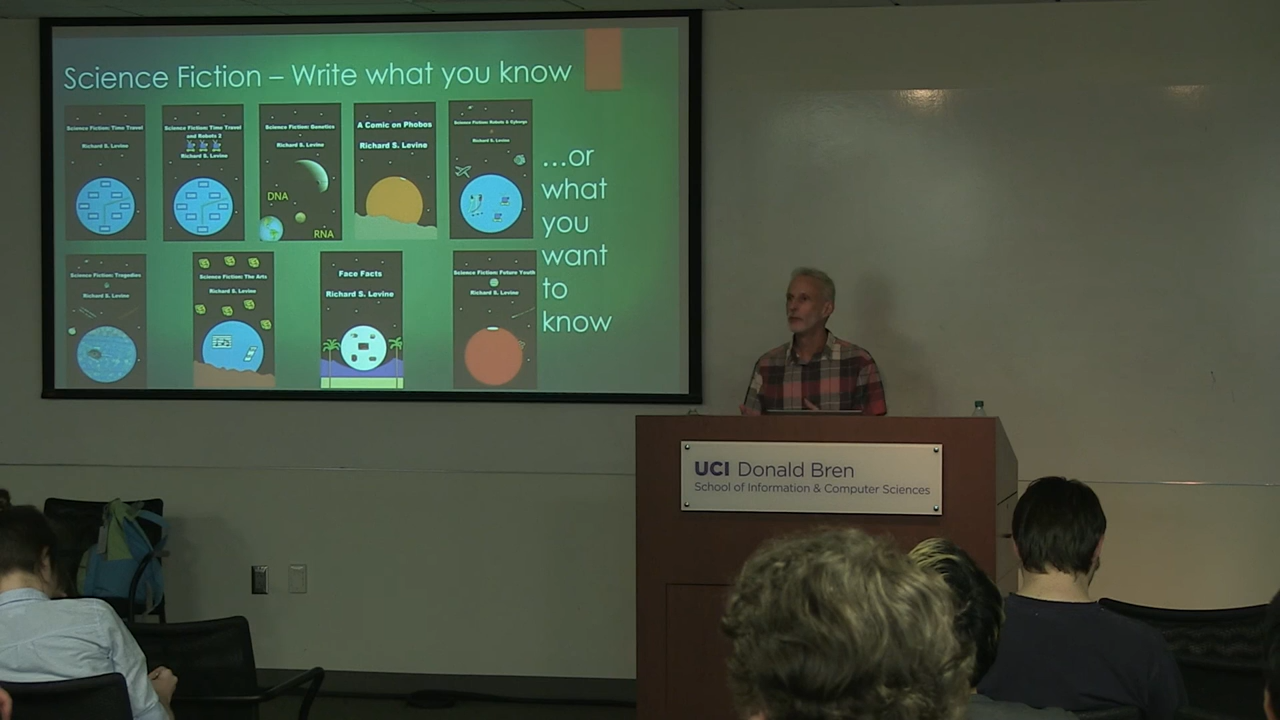 Science Fiction – Write what you know
Science Fiction: Time Travel
Richard S. Levine
Science Fiction: Time Travel
and Robots 2
Richard S. Levine
Science Fiction: Genetics
Richard S. Levine
DNA
RNA
A Comic on Phobos
Richard S. Levine
Science Fiction: Robots & Cyborgs
Richard S. Levine
...or
what
you
want
to
know
Science Fiction: Tragedies
Richard S. Levine
Science Fiction: The Arts
Richard S. Levine
Face Facts
Richard S. Levine
Science Fiction: Future Youth
Richard S. Levine
UCI Donald Bren
School of Information & Computer Sciences